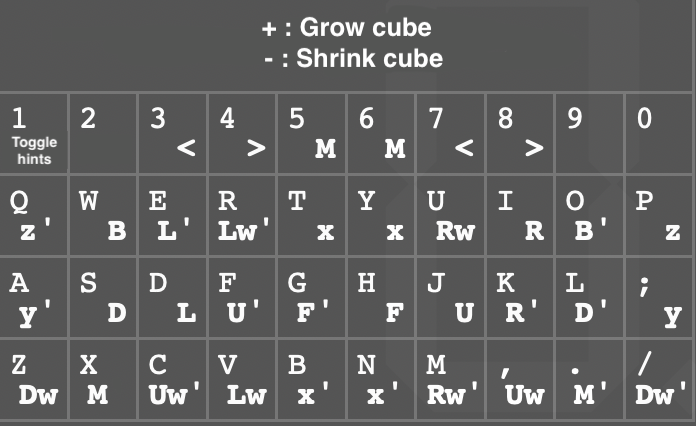 + : Grow cube
- : Shrink cube
1 2 3 4 5 6 7 8 9 0
Toggle hints < > M M < >
Q W E R T Y U I O P
z' B L' Lw' x x Rw R B' z
A S D F G H J K L ;
y' D L U' F' F U R' D' y
Z X C V B N M , . /
Dw M Uw' Lw x' x' Rw' Uw M' Dw'